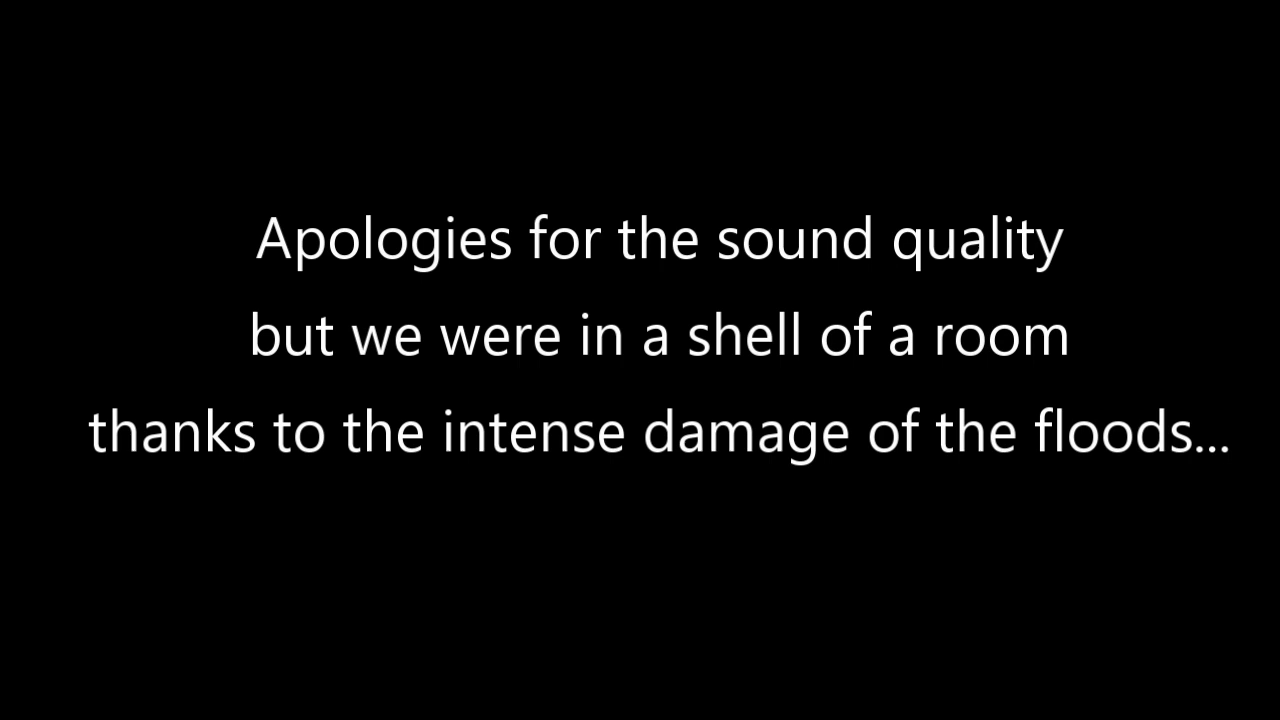 Apologies for the sound quality
but we were in a shell of a room
thanks to the intense damage of the floods...